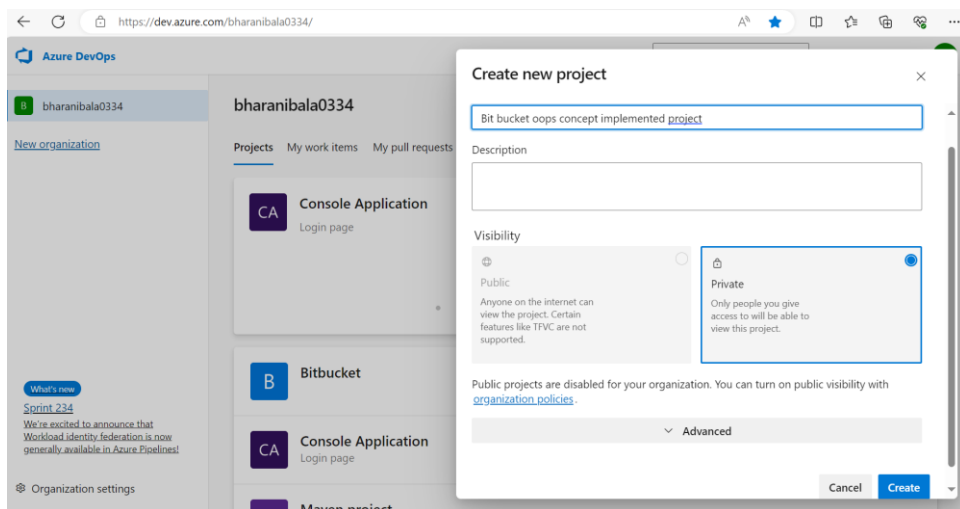 https://dev.azure.com/bharanibala0334/
Azure DevOps
B bharanibala0334
New organization
What's new
Sprint 234
We're excited to announce that
Workload identity federation is now
generally available in Azure Pipelines!
Organization settings
bharanibala0334
Projects My work items My pull requests
CA Console Application
Login page
B Bitbucket
CA Console Application
Login page
Maven project
Create new project
Bit bucket oops concept implemented project
Description
Visibility
Public
Anyone on the internet can
view the project. Certain
features like TFVC are not
supported.
Private
Only people you give
access to will be able to
view this project.
Public projects are disabled for your organization. You can turn on public visibility with
organization policies.
Advanced
Cancel Create